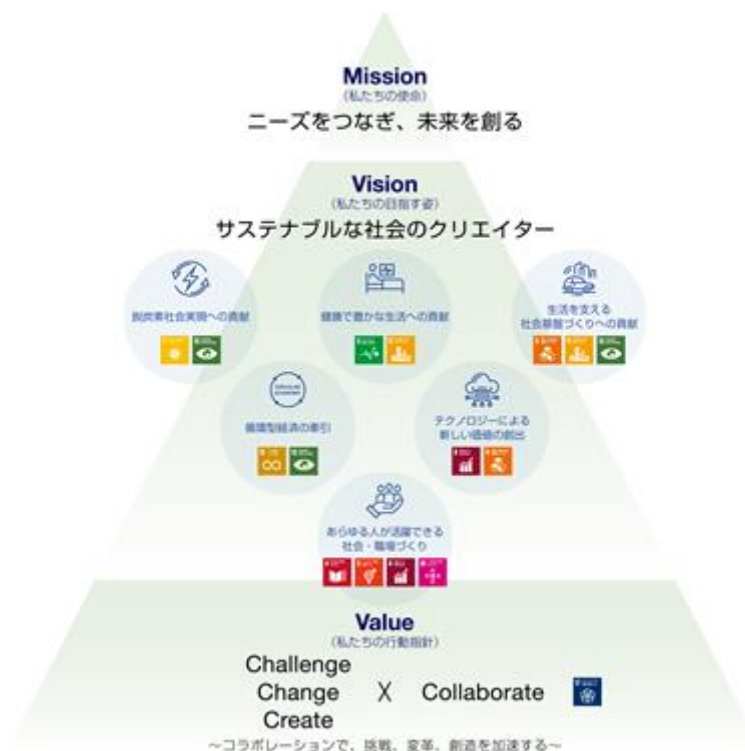 Mission
(私たちの使命)
ニーズをつなぎ、未来を創る
Vision
(私たちの目指す姿)
サステナブルな社会のクリエイター
脱炭素社会実現への貢献
健康で豊かな生活への貢献
生活を支える
社会基盤づくりへの貢献
循環型経済の牽引
テクノロジーによる
新しい価値の創出
あらゆる人が活躍できる
社会・職場づくり
Value
(私たちの行動指針)
Challenge
Change X Collaborate
Create
~コラボレーションで、挑戦、変革、創造を加速する~